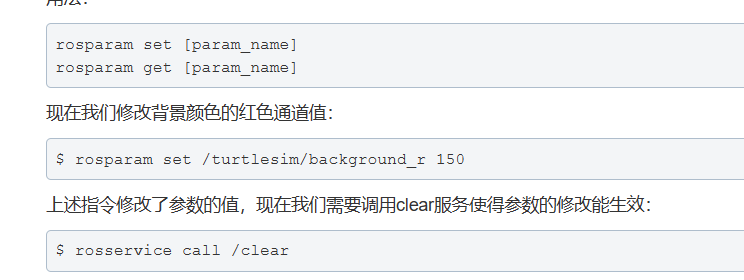 用法：
rosparam set [param_name]
rosparam get [param_name]
现在我们修改背景颜色的红色通道值：
$ rosparam set /turtlesim/background_r 150
上述指令修改了参数的值，现在我们需要调用clear服务使得参数的修改能生效：
$ rosservice call /clear